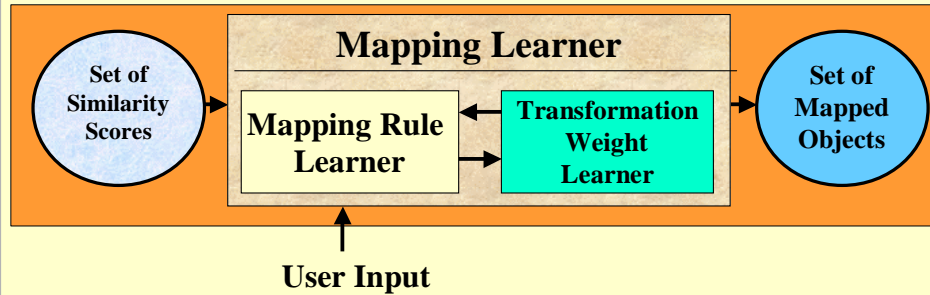 Mapping Learner
Set of
Similarity
Scores
Mapping Rule
Learner
Transformation
Weight
Learner
Set of
Mapped
Objects
User Input